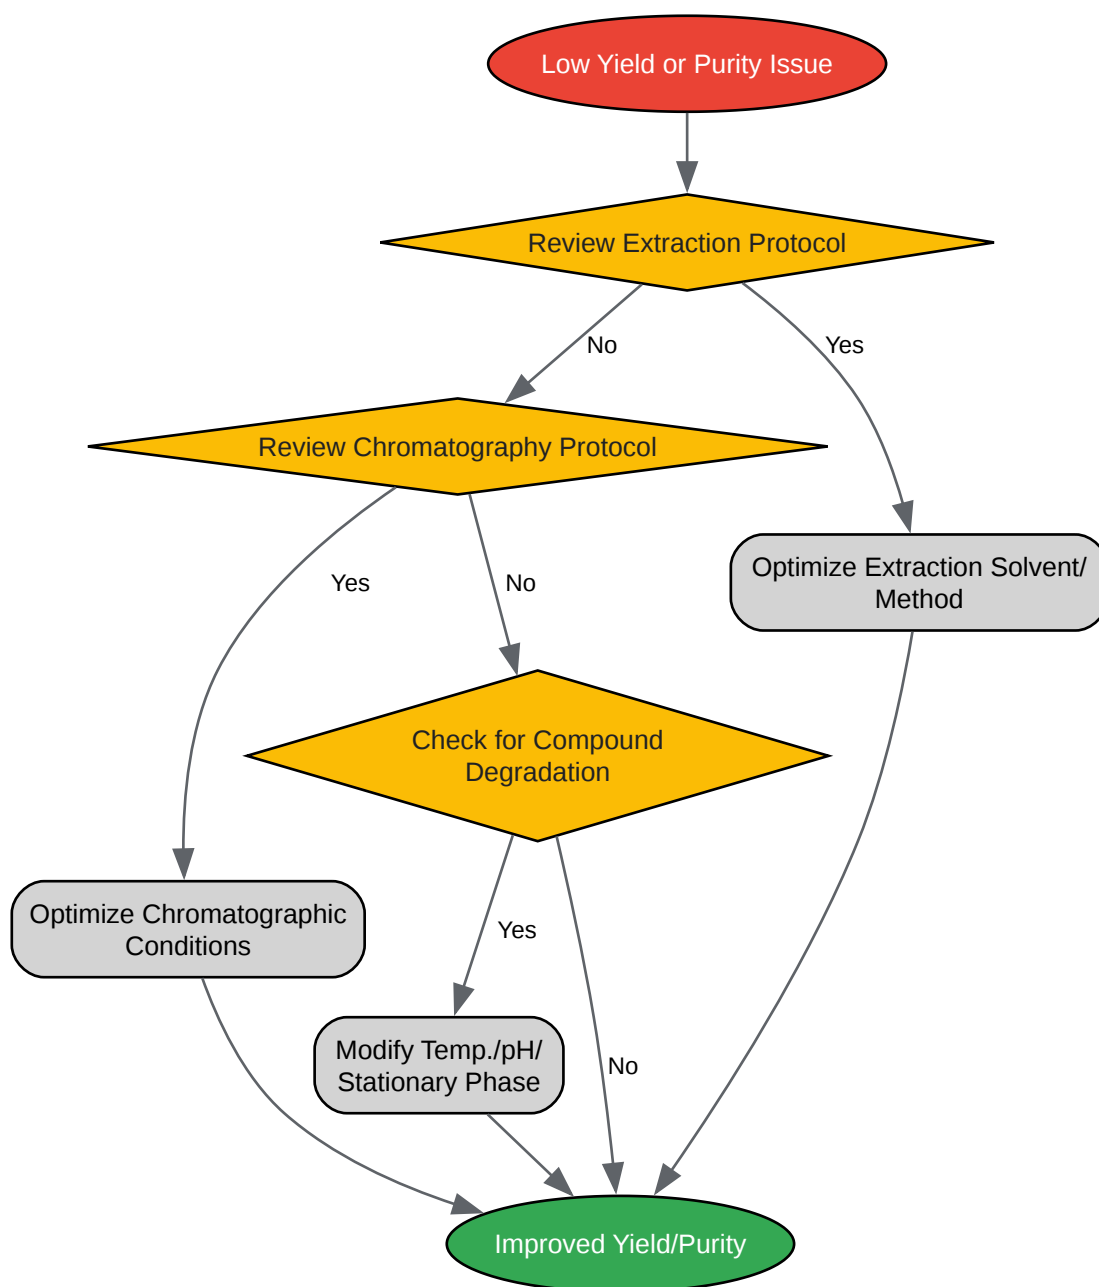 Low Yield or Purity Issue
Review Extraction Protocol
No
Yes
Review Chromatography Protocol
Optimize Extraction Solvent/
Method
Yes
No
Check for Compound
Degradation
Optimize Chromatographic
Conditions
Yes
Modify Temp./pH/
Stationary Phase
No
Improved Yield/Purity